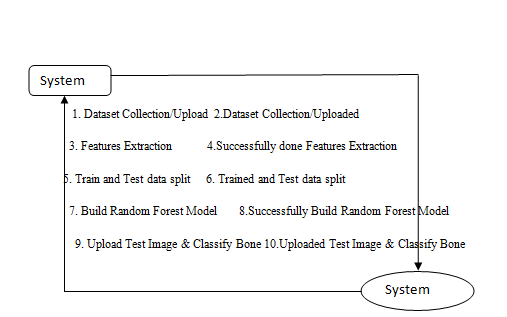 System
1. Dataset Collection/Upload 2.Dataset Collection/Uploaded
3. Features Extraction 4.Successfully done Features Extraction
5. Train and Test data split 6. Trained and Test data split
7. Build Random Forest Model 8.Successfully Build Random Forest Model
9. Upload Test Image & Classify Bone 10.Uploaded Test Image & Classify Bone
System